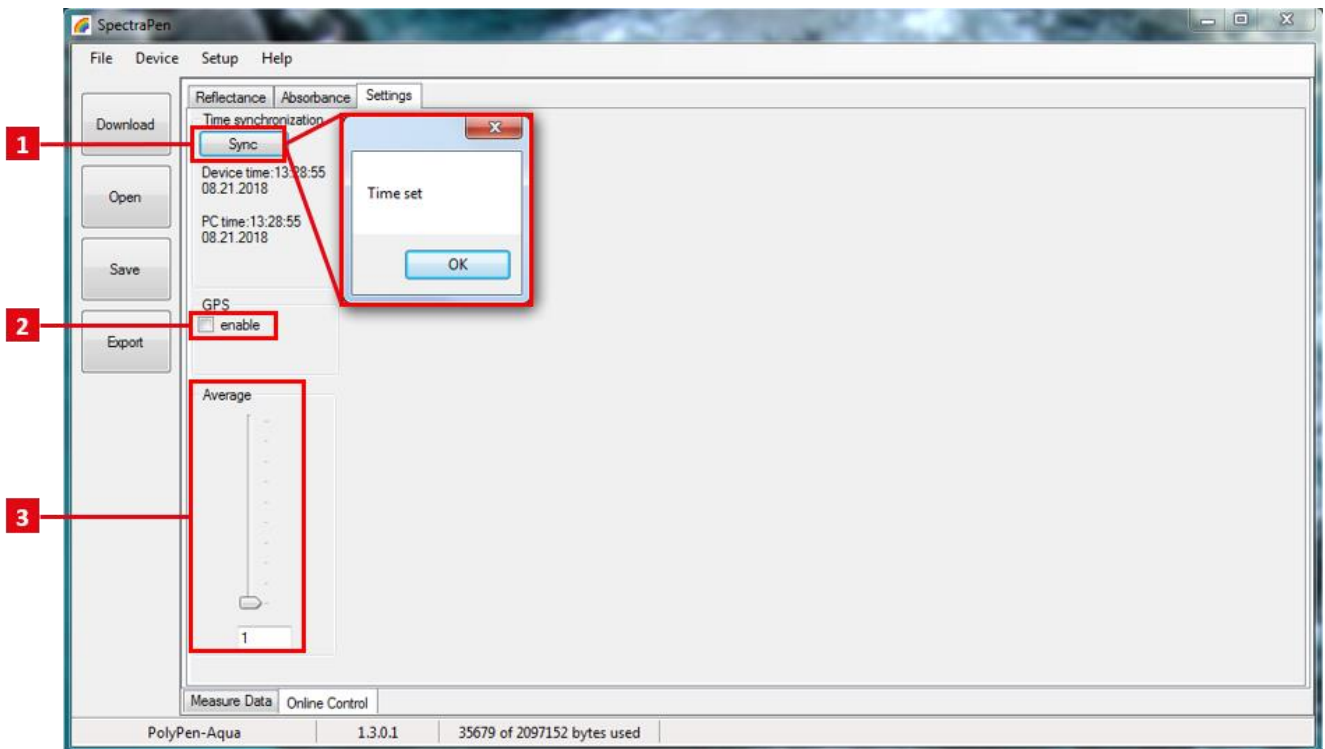 SpectraPen
File Device Setup Help
Reflectance Absorbance Settings
Download
Open
Save
Export
1
Time synchronization
Sync
Device time:13:28:55
08.21.2018
PC time:13:28:55
08.21.2018
Time set
OK
2
GPS
enable
3
Average
1
Measure Data Online Control
PolyPen-Aqua 1.3.0.1 35679 of 2097152 bytes used